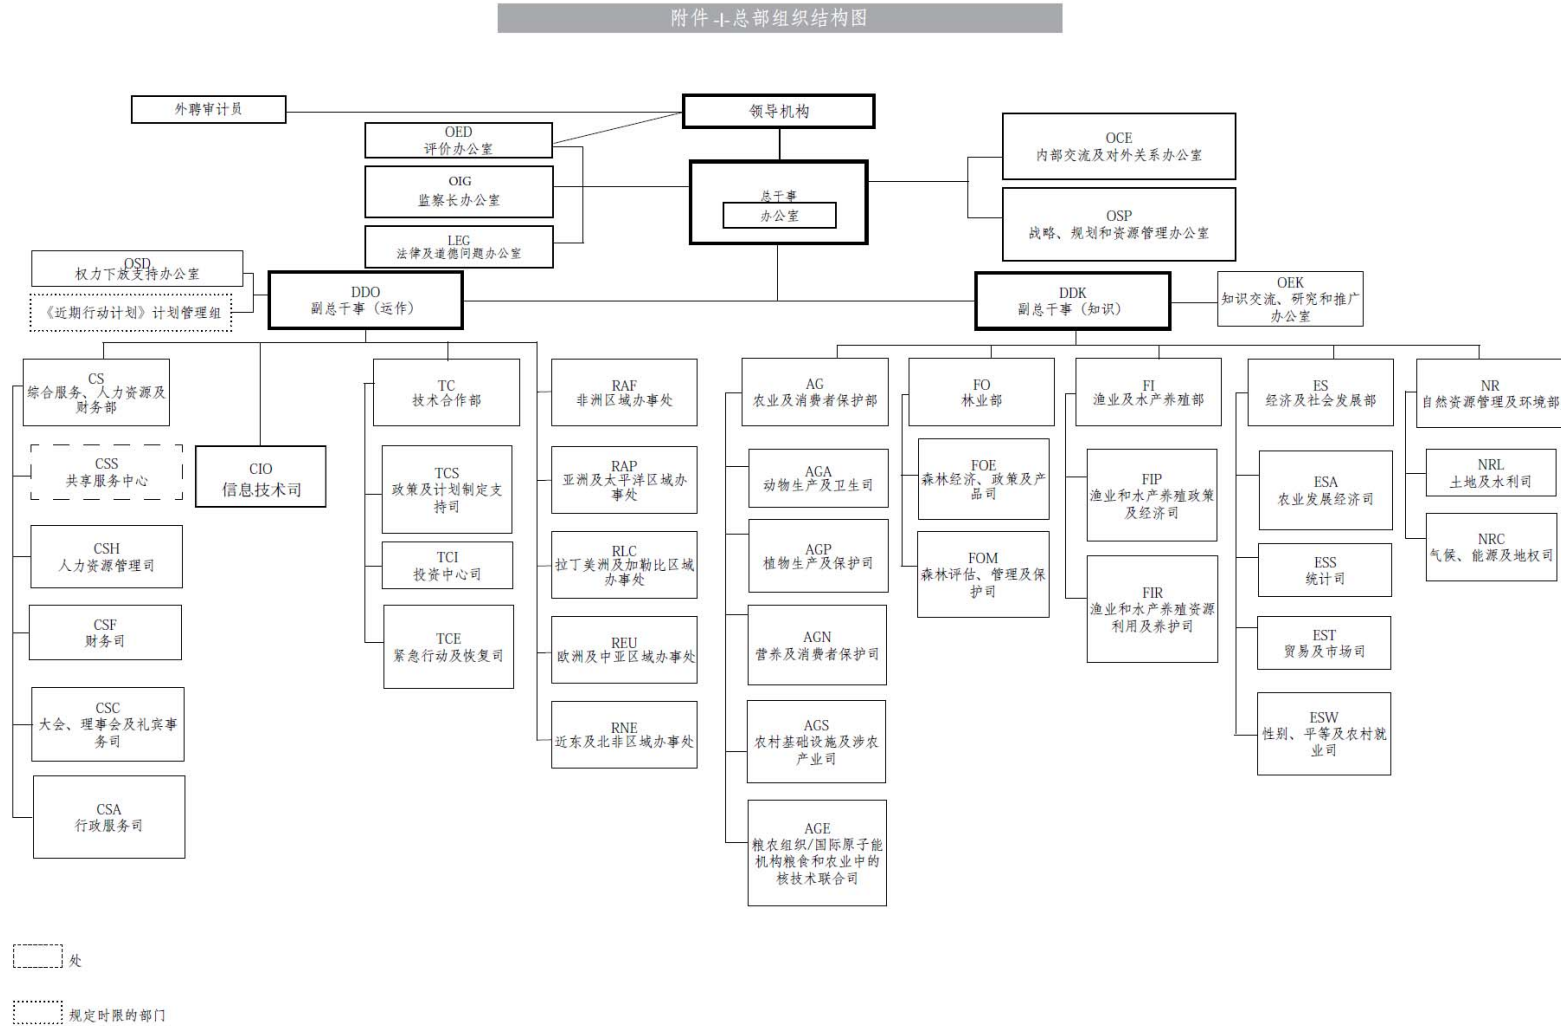 附件 -I-总部组织结构图
外聘审计员
领导机构
OED
评价办公室
OCE
内部交流及对外关系办公室
OIG
监察长办公室
总干事
办公室
OSP
战略、规划和资源管理办公室
LEG
法律及道德问题办公室
OSD
权力下放支持办公室
《近期行动计划》计划管理组
DDO
副总干事（运作）
DDK
副总干事（知识）
OEK
知识交流、研究和推广
办公室
CS
综合服务、人力资源及
财务部
CSS
共享服务中心
CSH
人力资源管理司
CSF
财务司
CSC
大会、理事会及礼宾事
务司
CSA
行政服务司
CIO
信息技术司
TC
技术合作部
TCS
政策及计划制定支
持司
TCI
投资中心司
TCE
紧急行动及恢复司
RAF
非洲区域办事处
RAP
亚洲及太平洋区域办
事处
RLC
拉丁美洲及加勒比区域
办事处
REU
欧洲及中亚区域办事处
RNE
近东及北非区域办事处
AG
农业及消费者保护部
AGA
动物生产及卫生司
AGP
植物生产及保护司
AGN
营养及消费者保护司
AGS
农村基础设施及涉农
产业司
AGE
粮农组织/国际原子能
机构粮食和农业中的
核技术联合司
FO
林业部
FOE
森林经济、政策及产
品司
FOM
森林评估、管理及保
护司
FI
渔业及水产养殖部
FIP
渔业和水产养殖政策
及经济司
FIR
渔业和水产养殖资源
利用及养护司
ES
经济及社会发展部
ESA
农业发展经济司
ESS
统计司
EST
贸易及市场司
ESW
性别、平等及农村就
业司
NR
自然资源管理及环境部
NRL
土地及水利司
NRC
气候、能源及地权司
处
规定时限的部门